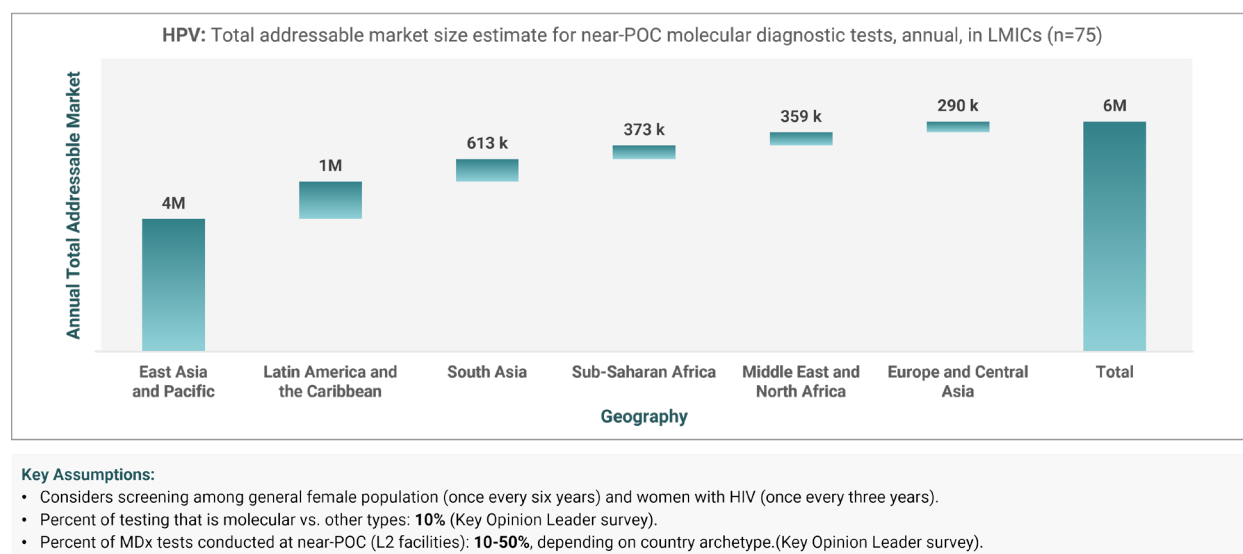 HPV: Total addressable market size estimate for near-POC molecular diagnostic tests, annual, in LMICs (n=75)
Annual Total Addressable Market
4M
1M
613 k
373 k
359 k
290 k
6M
East Asia
and Pacific
Latin America and
the Caribbean
South Asia
Sub-Saharan Africa
Middle East and
North Africa
Europe and Central
Asia
Total
Geography
Key Assumptions:
• Considers screening among general female population (once every six years) and women with HIV (once every three years).
• Percent of testing that is molecular vs. other types: 10% (Key Opinion Leader survey).
• Percent of MDx tests conducted at near-POC (L2 facilities): 10-50%, depending on country archetype.(Key Opinion Leader survey).